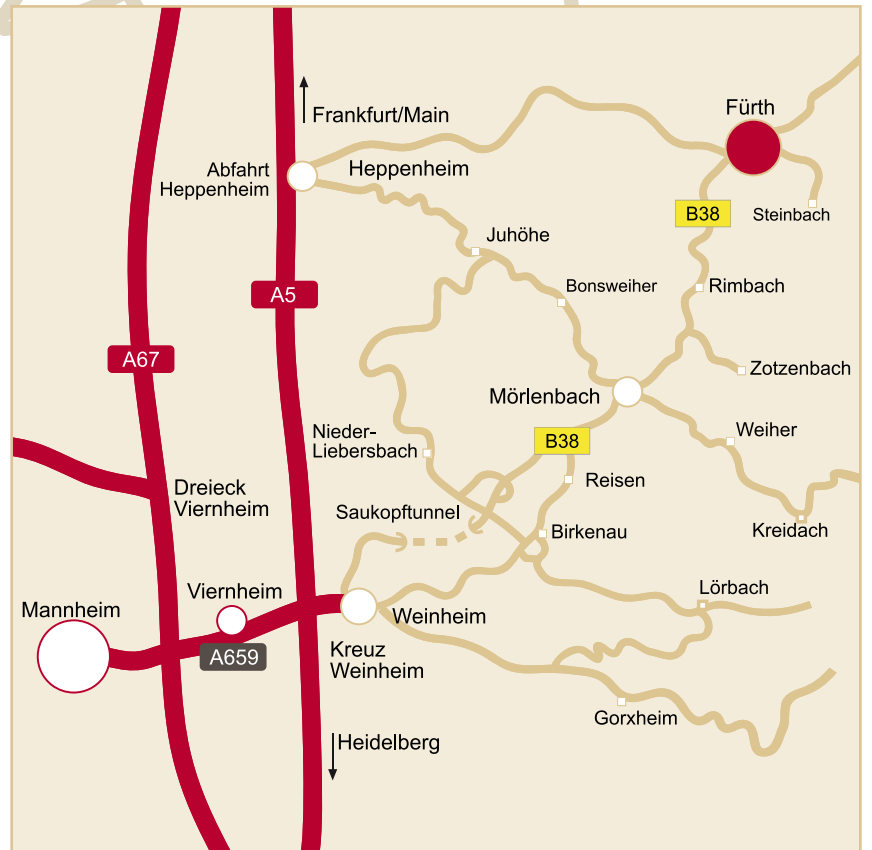 Fürth
Frankfurt/Main
Abfahrt
Heppenheim
Heppenheim
B38
Steinbach
Juhöhe
Bonsweiher
Rimbach
A5
A67
Zotzenbach
Mörlenbach
Nieder-
Liebersbach
B38
Weiher
Reisen
Dreieck
Viernheim
Saukopftunnel
Birkenau
Kreidach
Viernheim
Lörbach
Mannheim
Weinheim
A659
Kreuz
Weinheim
Gorxheim
Heidelberg